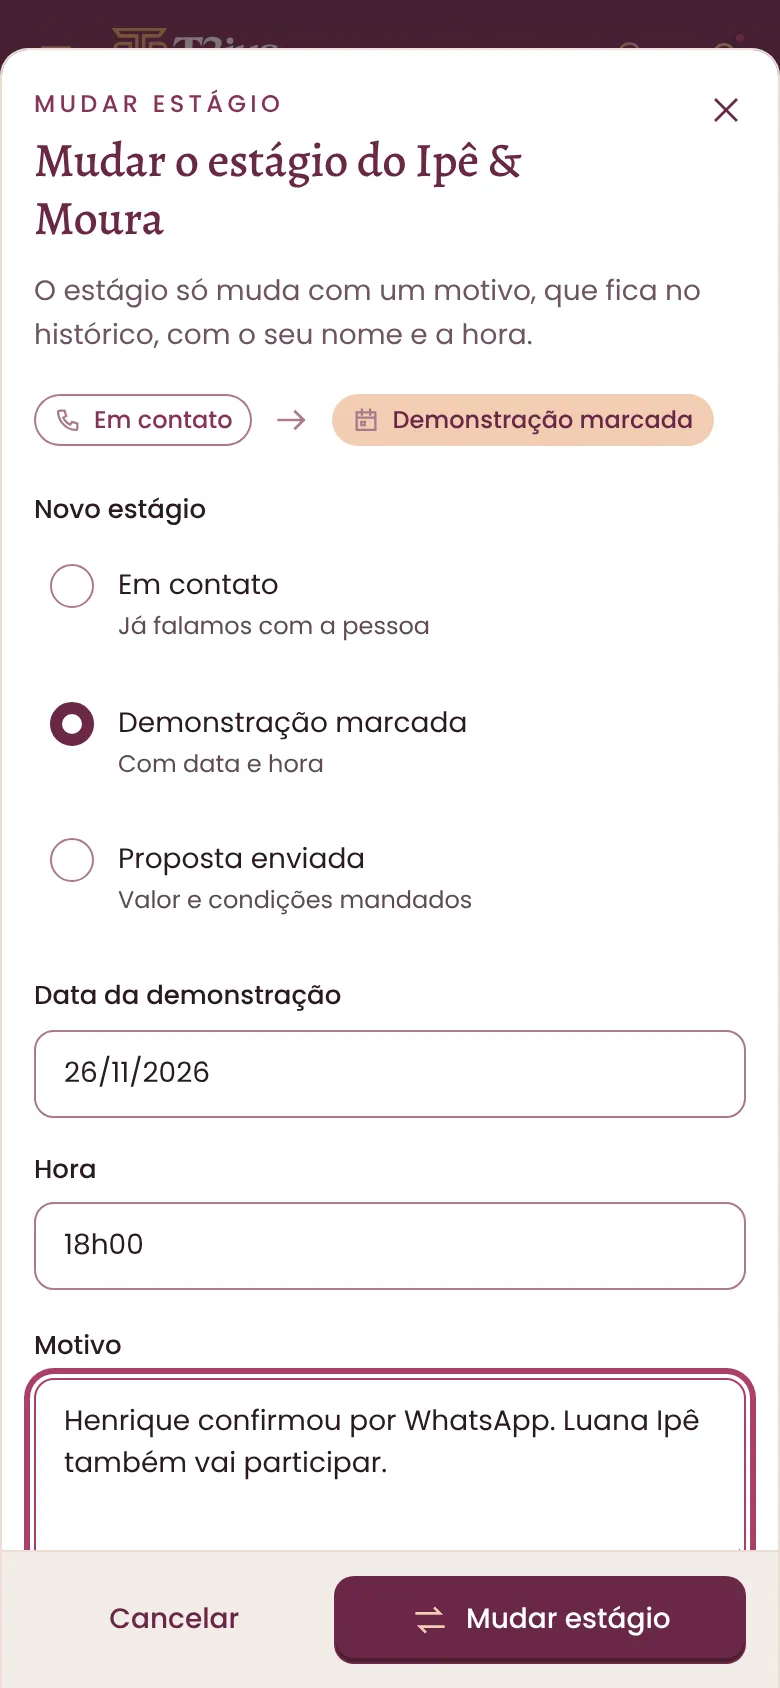 MUDAR ESTÁGIO
Mudar o estágio do Ipê &
Moura
O estágio só muda com um motivo, que fica no
histórico, com o seu nome e a hora.
Em contato → Demonstração marcada
Novo estágio
Em contato
Já falamos com a pessoa
Demonstração marcada
Com data e hora
Proposta enviada
Valor e condições mandados
Data da demonstração
26/11/2026
Hora
18h00
Motivo
Henrique confirmou por WhatsApp. Luana Ipê
também vai participar.
Cancelar
Mudar estágio